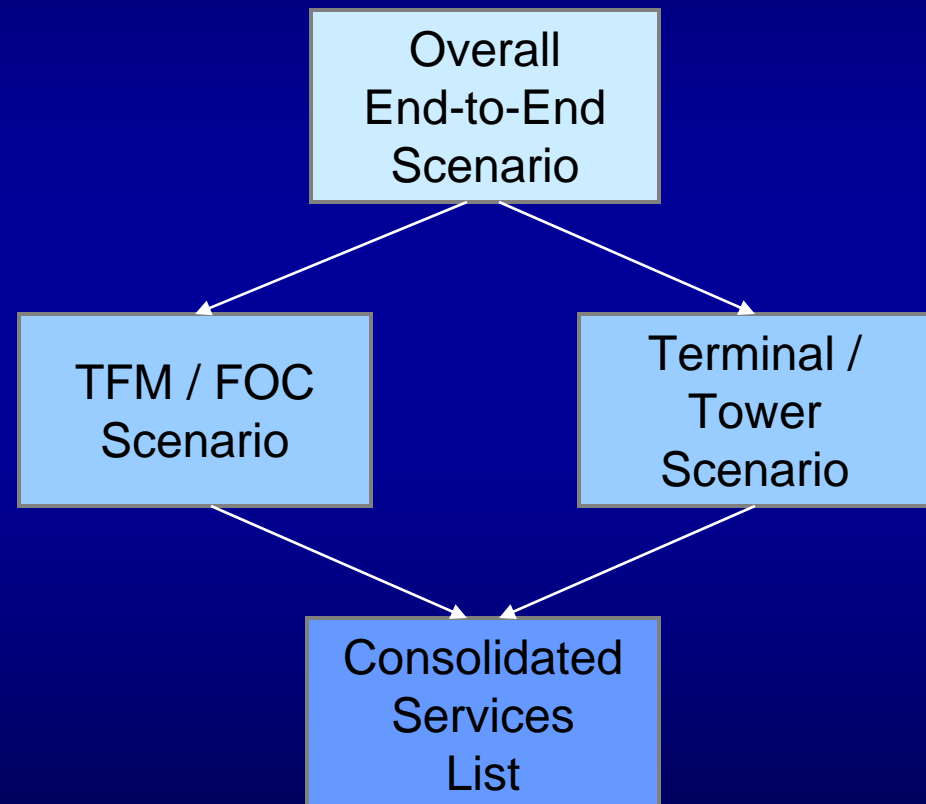 Overall
End-to-End
Scenario
TFM / FOC
Scenario
Terminal /
Tower
Scenario
Consolidated
Services
List